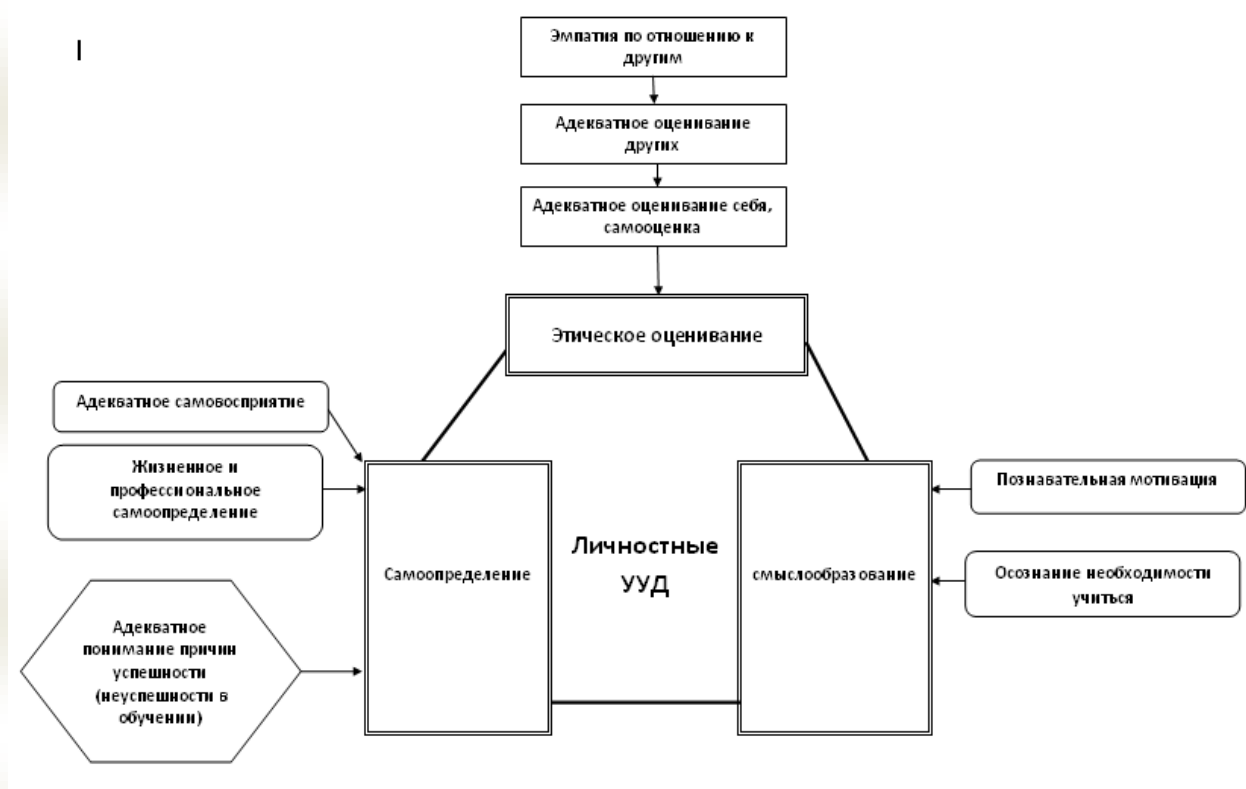 I
Эмпатия по отношению к
другим
Адекватное оценивание
других
Адекватное оценивание себя,
самооценка
Этическое оценивание
Адекватное самовосприятие
Жизненное и
профессиональное
самоопределение
Адекватное
понимание причин
успешности
(неуспешности в
обучении)
Самоопределение
Личностные
УУД
смыслообразование
Познавательная мотивация
Осознание необходимости
учиться